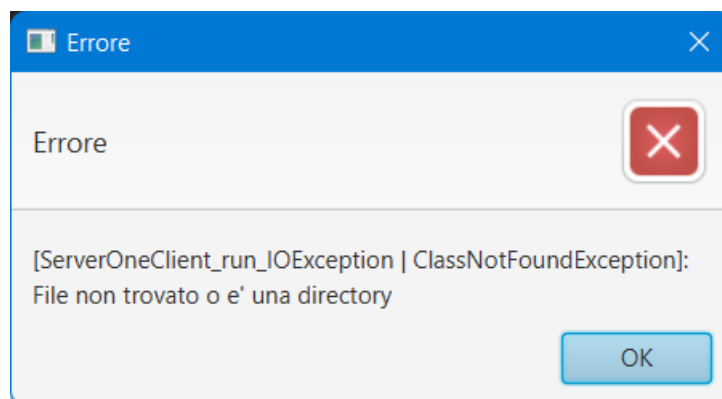 Errore
Errore
[ServerOneClient_run_IOException | ClassNotFoundException]:
File non trovato o e' una directory
OK